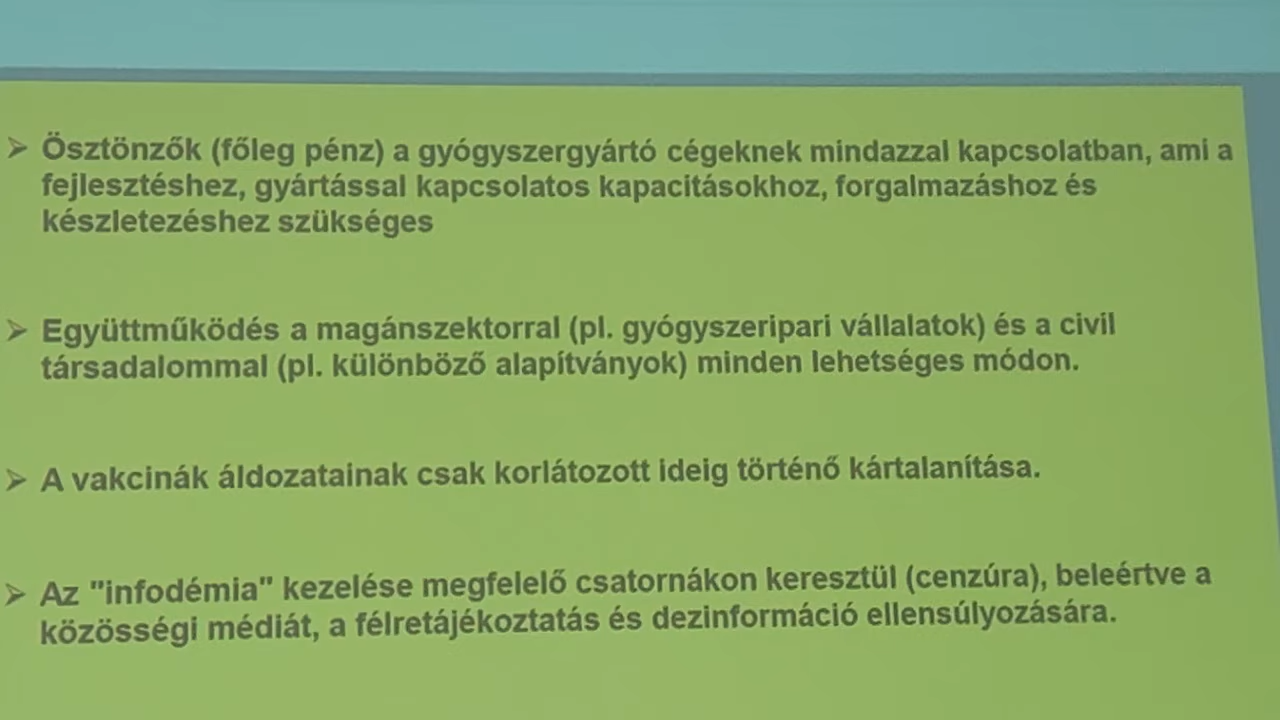 Ösztönzők (főleg pénz) a gyógyszergyártó cégeknek mindazzal kapcsolatban, ami a
fejlesztéshez, gyártással kapcsolatos kapacitásokhoz, forgalmazáshoz és
készletezéshez szükséges
Együttműködés a magánszektorral (pl. gyógyszeripari vállalatok) és a civil
társadalommal (pl. különböző alapítványok) minden lehetséges módon.
A vakcinák áldozatainak csak korlátozott ideig történő kártalanítása.
Az "infodémia" kezelése megfelelő csatornákon keresztül (cenzúra), beleértve a
közösségi médiát, a félretájékoztatás és dezinformáció ellensúlyozására.